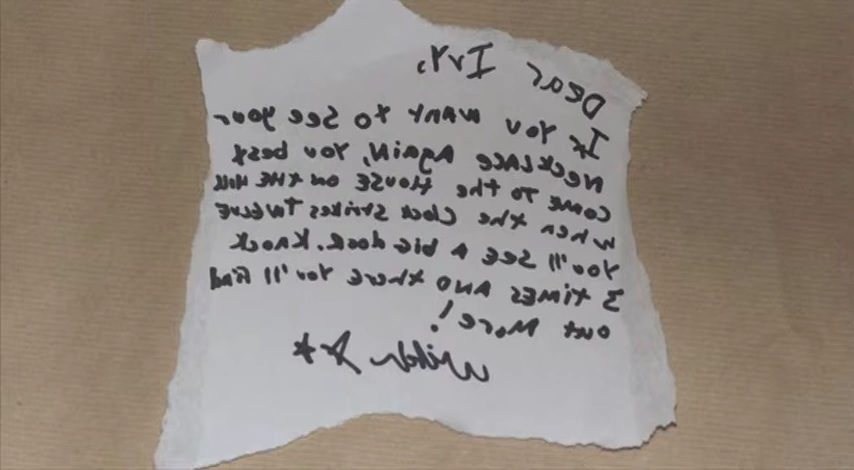 Dear Ivy,
If you want to see your
necklace again, you best
come to the House on the Hill
when the clock strikes twelve
You'll see a big door. Knock
3 times and there you'll find
out more!